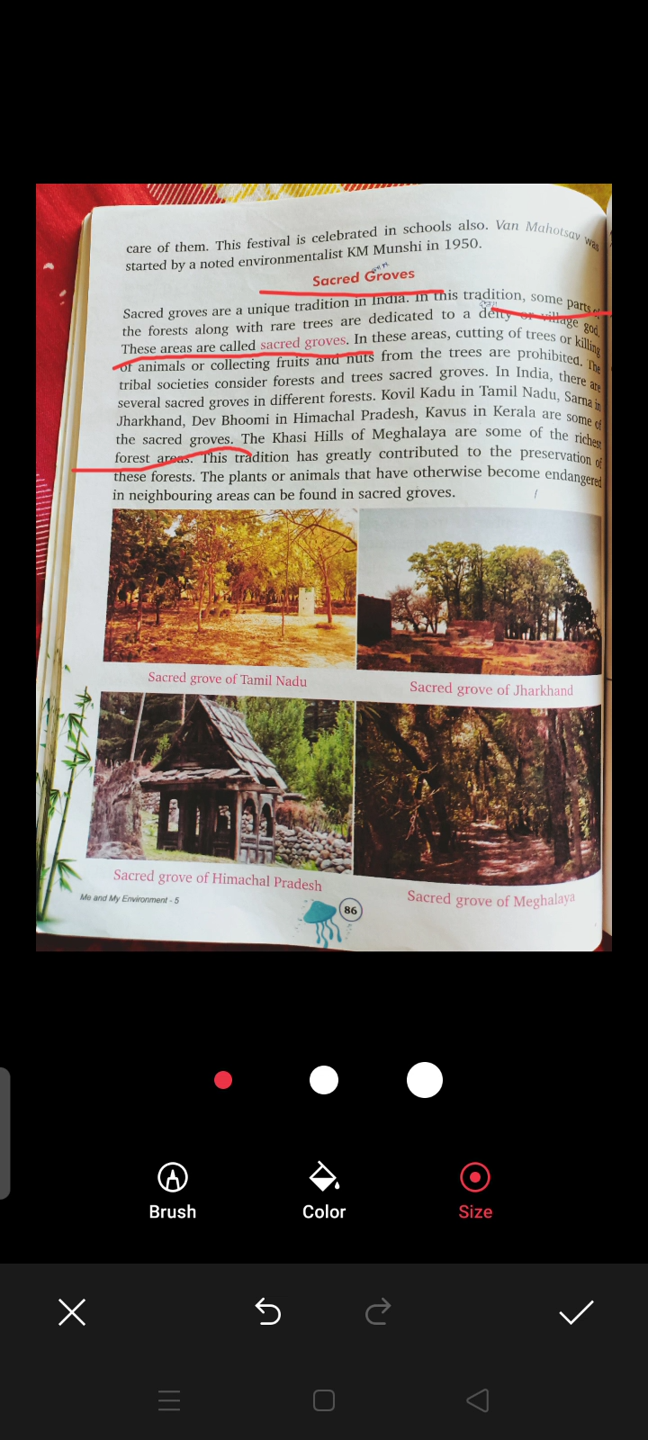 care of them. This festival is celebrated in schools also. Van Mahotsav was
started by a noted environmentalist KM Munshi in 1950.
Sacred Groves
Sacred groves are a unique tradition in India. In this tradition, some parts of
the forests along with rare trees are dedicated to a deity or village god.
These areas are called sacred groves. In these areas, cutting of trees or killing
of animals or collecting fruits and nuts from the trees are prohibited. The
tribal societies consider forests and trees sacred groves. In India, there are
several sacred groves in different forests. Kovil Kadu in Tamil Nadu, Sarna in
Jharkhand, Dev Bhoomi in Himachal Pradesh, Kavus in Kerala are some of
the sacred groves. The Khasi Hills of Meghalaya are some of the richest
forest areas. This tradition has greatly contributed to the preservation of
these forests. The plants or animals that have otherwise become endangered
in neighbouring areas can be found in sacred groves.
Sacred grove of Tamil Nadu
Sacred grove of Jharkhand
Sacred grove of Himachal Pradesh
Sacred grove of Meghalaya
Me and My Environment - 5
86
Brush
Color
Size